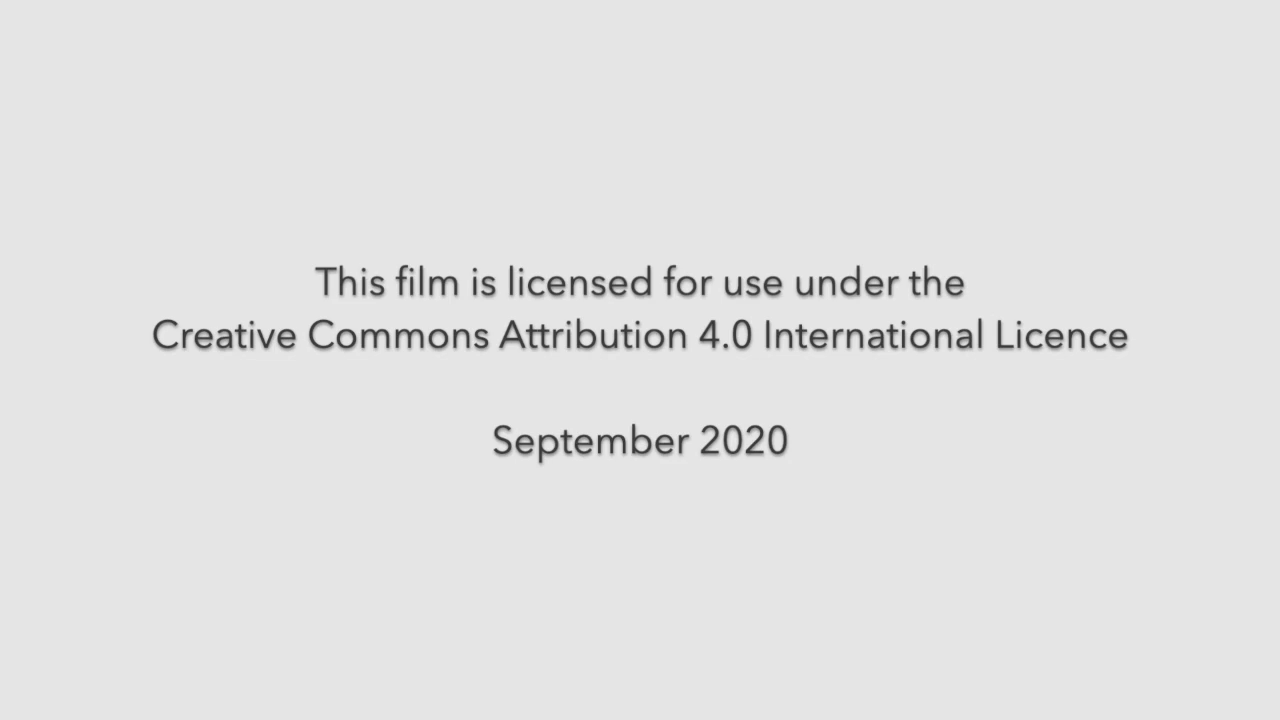 This film is licensed for use under the
Creative Commons Attribution 4.0 International Licence
September 2020